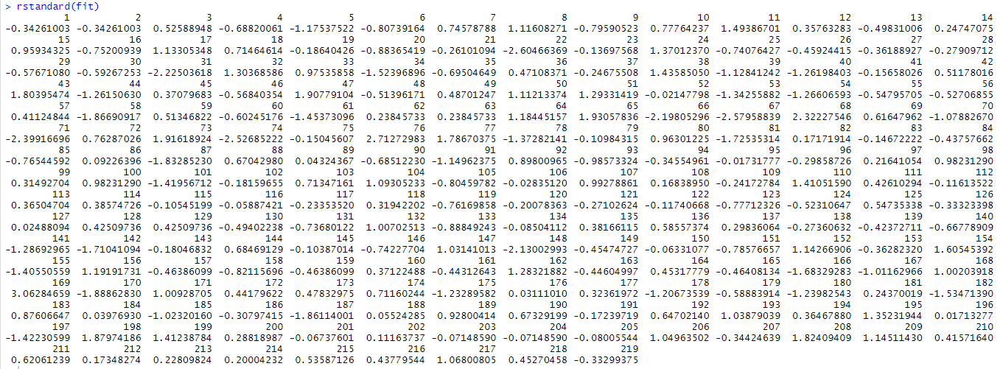 > rstandard(fit)
1 2 3 4 5 6 7 8 9 10 11 12 13 14
-0.34261003 -0.34261003 0.52588948 -0.68820061 -1.17537522 -0.80739164 0.74578788 1.11608271 -0.79590523 0.77764237 1.49386701 0.35763283 -0.49831006 0.24747075
15 16 17 18 19 20 21 22 23 24 25 26 27 28
0.95934325 -0.75200939 1.13305348 0.71464614 -0.18640426 -0.88365419 -0.26101094 -2.60466369 -0.13697568 1.37012370 -0.74076427 -0.45924415 -0.36188927 -0.27909712
29 30 31 32 33 34 35 36 37 38 39 40 41 42
-0.57671080 -0.59267253 -2.22503618 1.30368586 0.97535858 -1.52396896 -0.69504649 0.47108371 -0.24675508 1.43585050 -1.12841242 -1.26198403 -0.15658026 0.51178016
43 44 45 46 47 48 49 50 51 52 53 54 55 56
1.80395474 -1.26150630 0.37079683 -0.56840354 1.90779104 -0.51396171 0.48701247 1.11213374 1.29331419 -0.02147798 -1.34255882 -1.26606593 -0.54795705 -0.52706855
57 58 59 60 61 62 63 64 65 66 67 68 69 70
0.41124844 -1.86690917 0.51346822 -0.60245176 -1.45373096 0.23845733 0.23845733 1.18445157 1.93057836 -2.19805296 -2.57958839 2.32227546 0.61647962 -1.07882670
71 72 73 74 75 76 77 78 79 80 81 82 83 84
-2.39916696 0.76287026 1.91618924 -2.52685222 -0.15045607 2.71272983 1.78670375 -1.37282141 -0.10984315 0.96301225 -1.72535314 0.17171914 -0.14672222 -0.43757662
85 86 87 88 89 90 91 92 93 94 95 96 97 98
-0.76544592 0.09226396 -1.83285230 0.67042980 0.04324367 -0.68512230 -1.14962375 0.89800965 -0.98573324 -0.34554961 -0.01731777 -0.29858726 0.21641054 0.98231290
99 100 101 102 103 104 105 106 107 108 109 110 111 112
0.31492704 0.98231290 -1.41956712 -0.18159655 0.71347161 1.09305233 -0.80459782 -0.02835120 0.99278861 0.16838950 -0.24172784 1.41051590 0.42610294 -0.11613522
113 114 115 116 117 118 119 120 121 122 123 124 125 126
0.36504704 0.38574726 -0.10545199 -0.05887421 -0.23353520 0.31942202 -0.76169858 -0.20078363 -0.27102624 -0.11740668 -0.77712326 -0.52310647 0.54735338 -0.33323398
127 128 129 130 131 132 133 134 135 136 137 138 139 140
0.02488094 0.42509736 0.42509736 -0.49402238 -0.73680122 1.00702513 -0.88849243 -0.08504112 0.38166115 0.58557374 0.29836064 -0.27360632 -0.42372711 -0.66778909
141 142 143 144 145 146 147 148 149 150 151 152 153 154
-1.28692965 -1.71041094 -0.18046832 0.68469129 -0.10387014 -0.74227704 1.03141013 -2.13002993 -0.45474727 -0.06331077 -0.78576657 1.14266906 -0.36282320 1.60545392
155 156 157 158 159 160 161 162 163 164 165 166 167 168
-1.40550559 1.19191731 -0.46386099 -0.82115696 -0.46386099 0.37122488 -0.44312643 1.28321882 -0.44604997 0.45317779 -0.46408134 -1.68329283 -1.01162966 1.00203918
169 170 171 172 173 174 175 176 177 178 179 180 181 182
3.06284659 -1.88862830 1.00928705 0.44179622 0.47832975 0.71160244 -1.23289582 0.03111010 0.32361972 -1.20673539 -0.58883914 -1.23982543 0.24370019 -1.53471390
183 184 185 186 187 188 189 190 191 192 193 194 195 196
0.87606647 0.03976930 -1.02320160 -0.30797415 -1.86114001 0.05524285 0.92800414 0.67329199 -0.17239719 0.64702140 1.03879039 0.36467880 1.35231944 0.01713277
197 198 199 200 201 202 203 204 205 206 207 208 209 210
-1.42230599 1.87974186 1.41238784 0.28818987 -0.06737601 0.11163737 -0.07148590 -0.07148590 -0.08005544 1.04963502 -0.34424639 1.82409409 1.14511430 0.41571640
211 212 213 214 215 216 217 218 219
0.62061239 0.17348274 0.22809824 0.20004232 0.53587126 0.43779544 1.06800805 0.45270458 -0.33299375